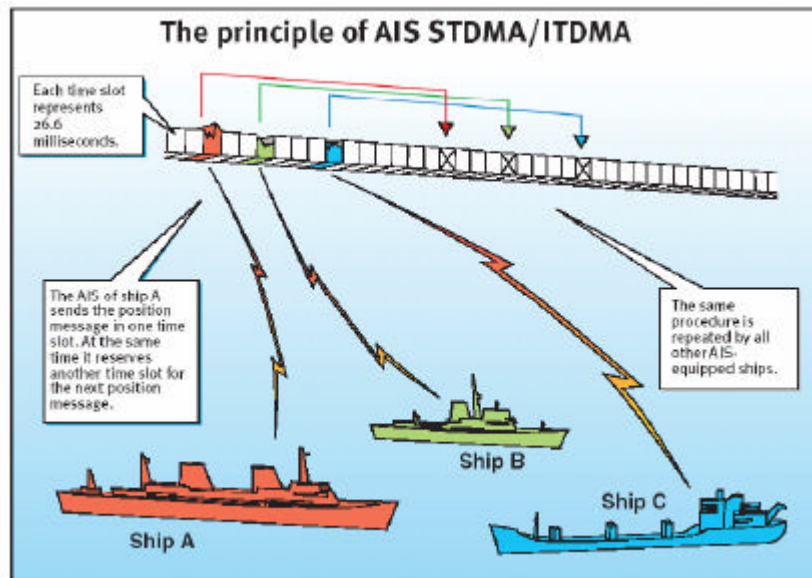 The principle of AIS STDMA/ITDMA
Each time slot
represents
26.6
milliseconds.
The AIS of ship A
sends the position
message in one time
slot. At the same
time it reserves
another time slot for
the next position
message.
The same
procedure is
repeated by all
other AIS-
equipped ships.
Ship B
Ship A
Ship C